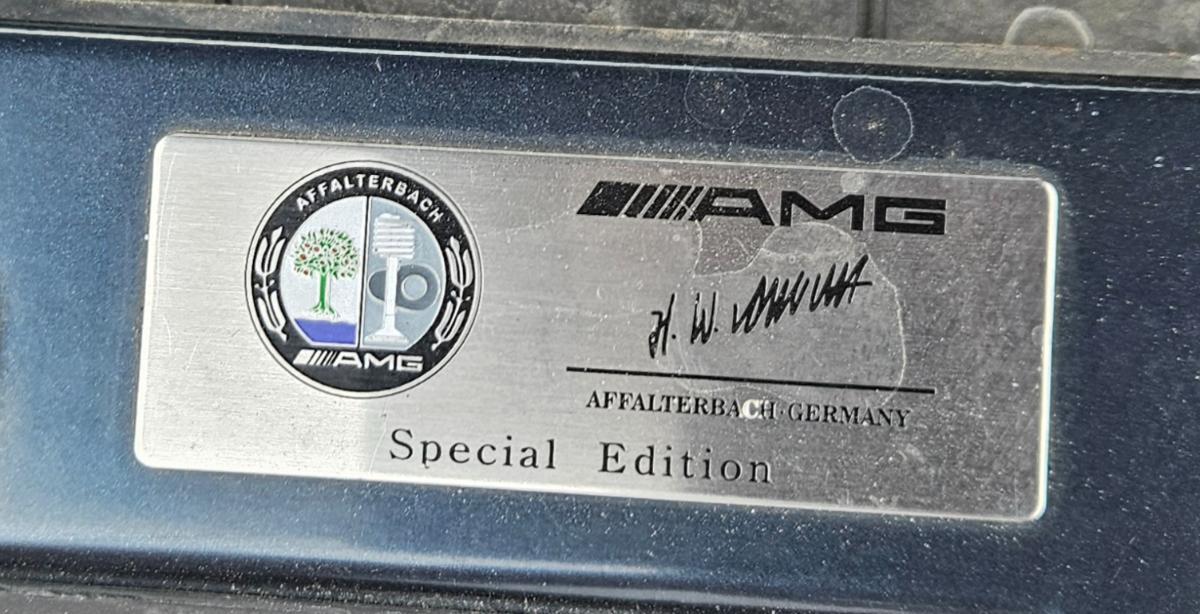 AFFALTERBACH
AMG
AMG
H. W.
AFFALTERBACH·GERMANY
Special Edition